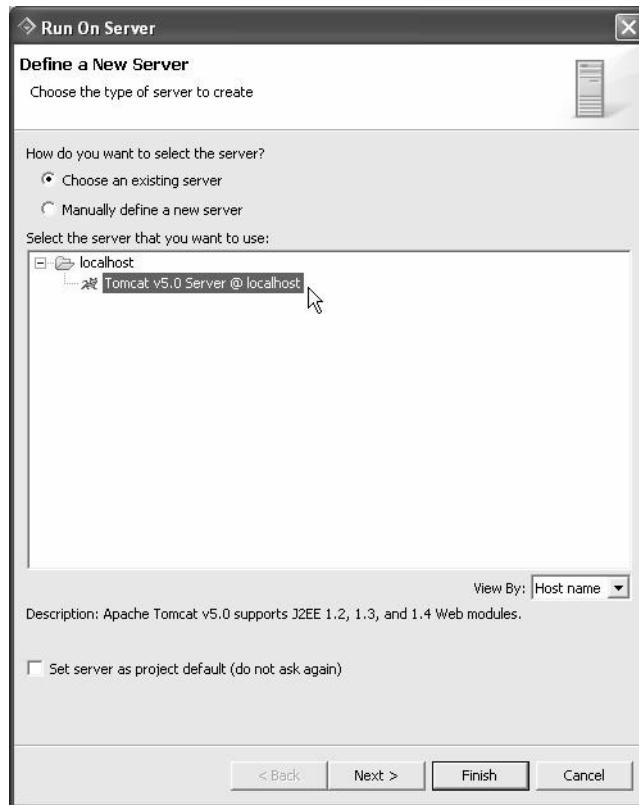 Run On Server
Define a New Server
Choose the type of server to create
How do you want to select the server?
Choose an existing server
Manually define a new server
Select the server that you want to use:
localhost
Tomcat v5.0 Server @ localhost
View By: Host name
Description: Apache Tomcat v5.0 supports J2EE 1.2, 1.3, and 1.4 Web modules.
Set server as project default (do not ask again)
< Back Next > Finish Cancel